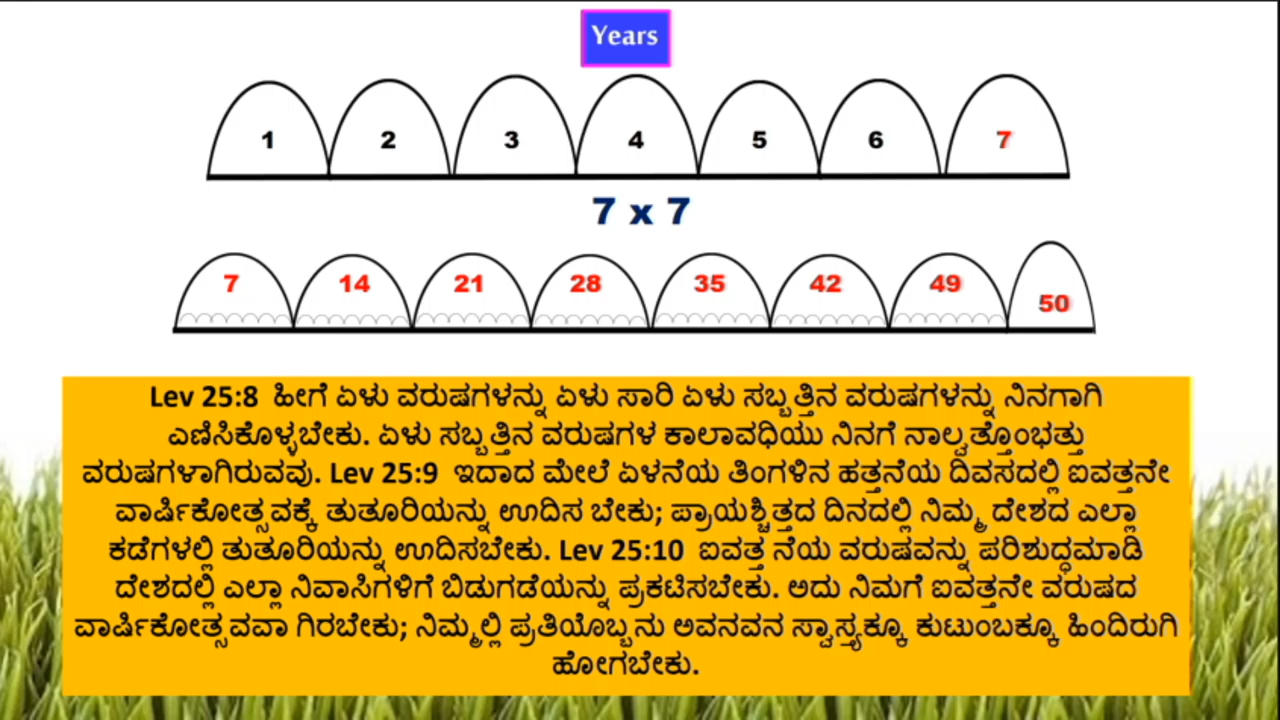 Years
1 2 3 4 5 6 7
7 x 7
7 14 21 28 35 42 49 50
Lev 25:8 ಹೀಗೆ ಏಳು ವರುಷಗಳನ್ನು ಏಳು ಸಾರಿ ಏಳು ಸಬ್ಬತ್ತಿನ ವರುಷಗಳನ್ನು ನಿನಗಾಗಿ
ಎಣಿಸಿಕೊಳ್ಳಬೇಕು. ಏಳು ಸಬ್ಬತ್ತಿನ ವರುಷಗಳ ಕಾಲಾವಧಿಯು ನಿನಗೆ ನಾಲ್ವತ್ತೊಂಭತ್ತು
ವರುಷಗಳಾಗಿರುವವು. Lev 25:9 ಇದಾದ ಮೇಲೆ ಏಳನೆಯ ತಿಂಗಳಿನ ಹತ್ತನೆಯ ದಿವಸದಲ್ಲಿ ಐವತ್ತನೇ
ವಾರ್ಷಿಕೋತ್ಸವಕ್ಕೆ ತುತೂರಿಯನ್ನು ಊದಿಸ ಬೇಕು; ಪ್ರಾಯಶ್ಚಿತ್ತದ ದಿನದಲ್ಲಿ ನಿಮ್ಮ ದೇಶದ ಎಲ್ಲಾ
ಕಡೆಗಳಲ್ಲಿ ತುತೂರಿಯನ್ನು ಊದಿಸಬೇಕು. Lev 25:10 ಐವತ್ತ ನೆಯ ವರುಷವನ್ನು ಪರಿಶುದ್ಧಮಾಡಿ
ದೇಶದಲ್ಲಿ ಎಲ್ಲಾ ನಿವಾಸಿಗಳಿಗೆ ಬಿಡುಗಡೆಯನ್ನು ಪ್ರಕಟಿಸಬೇಕು. ಅದು ನಿಮಗೆ ಐವತ್ತನೇ ವರುಷದ
ವಾರ್ಷಿಕೋತ್ಸವವಾ ಗಿರಬೇಕು; ನಿಮ್ಮಲ್ಲಿ ಪ್ರತಿಯೊಬ್ಬನು ಅವನವನ ಸ್ವಾಸ್ತ್ಯಕ್ಕೂ ಕುಟುಂಬಕ್ಕೂ ಹಿಂದಿರುಗಿ
ಹೋಗಬೇಕು.